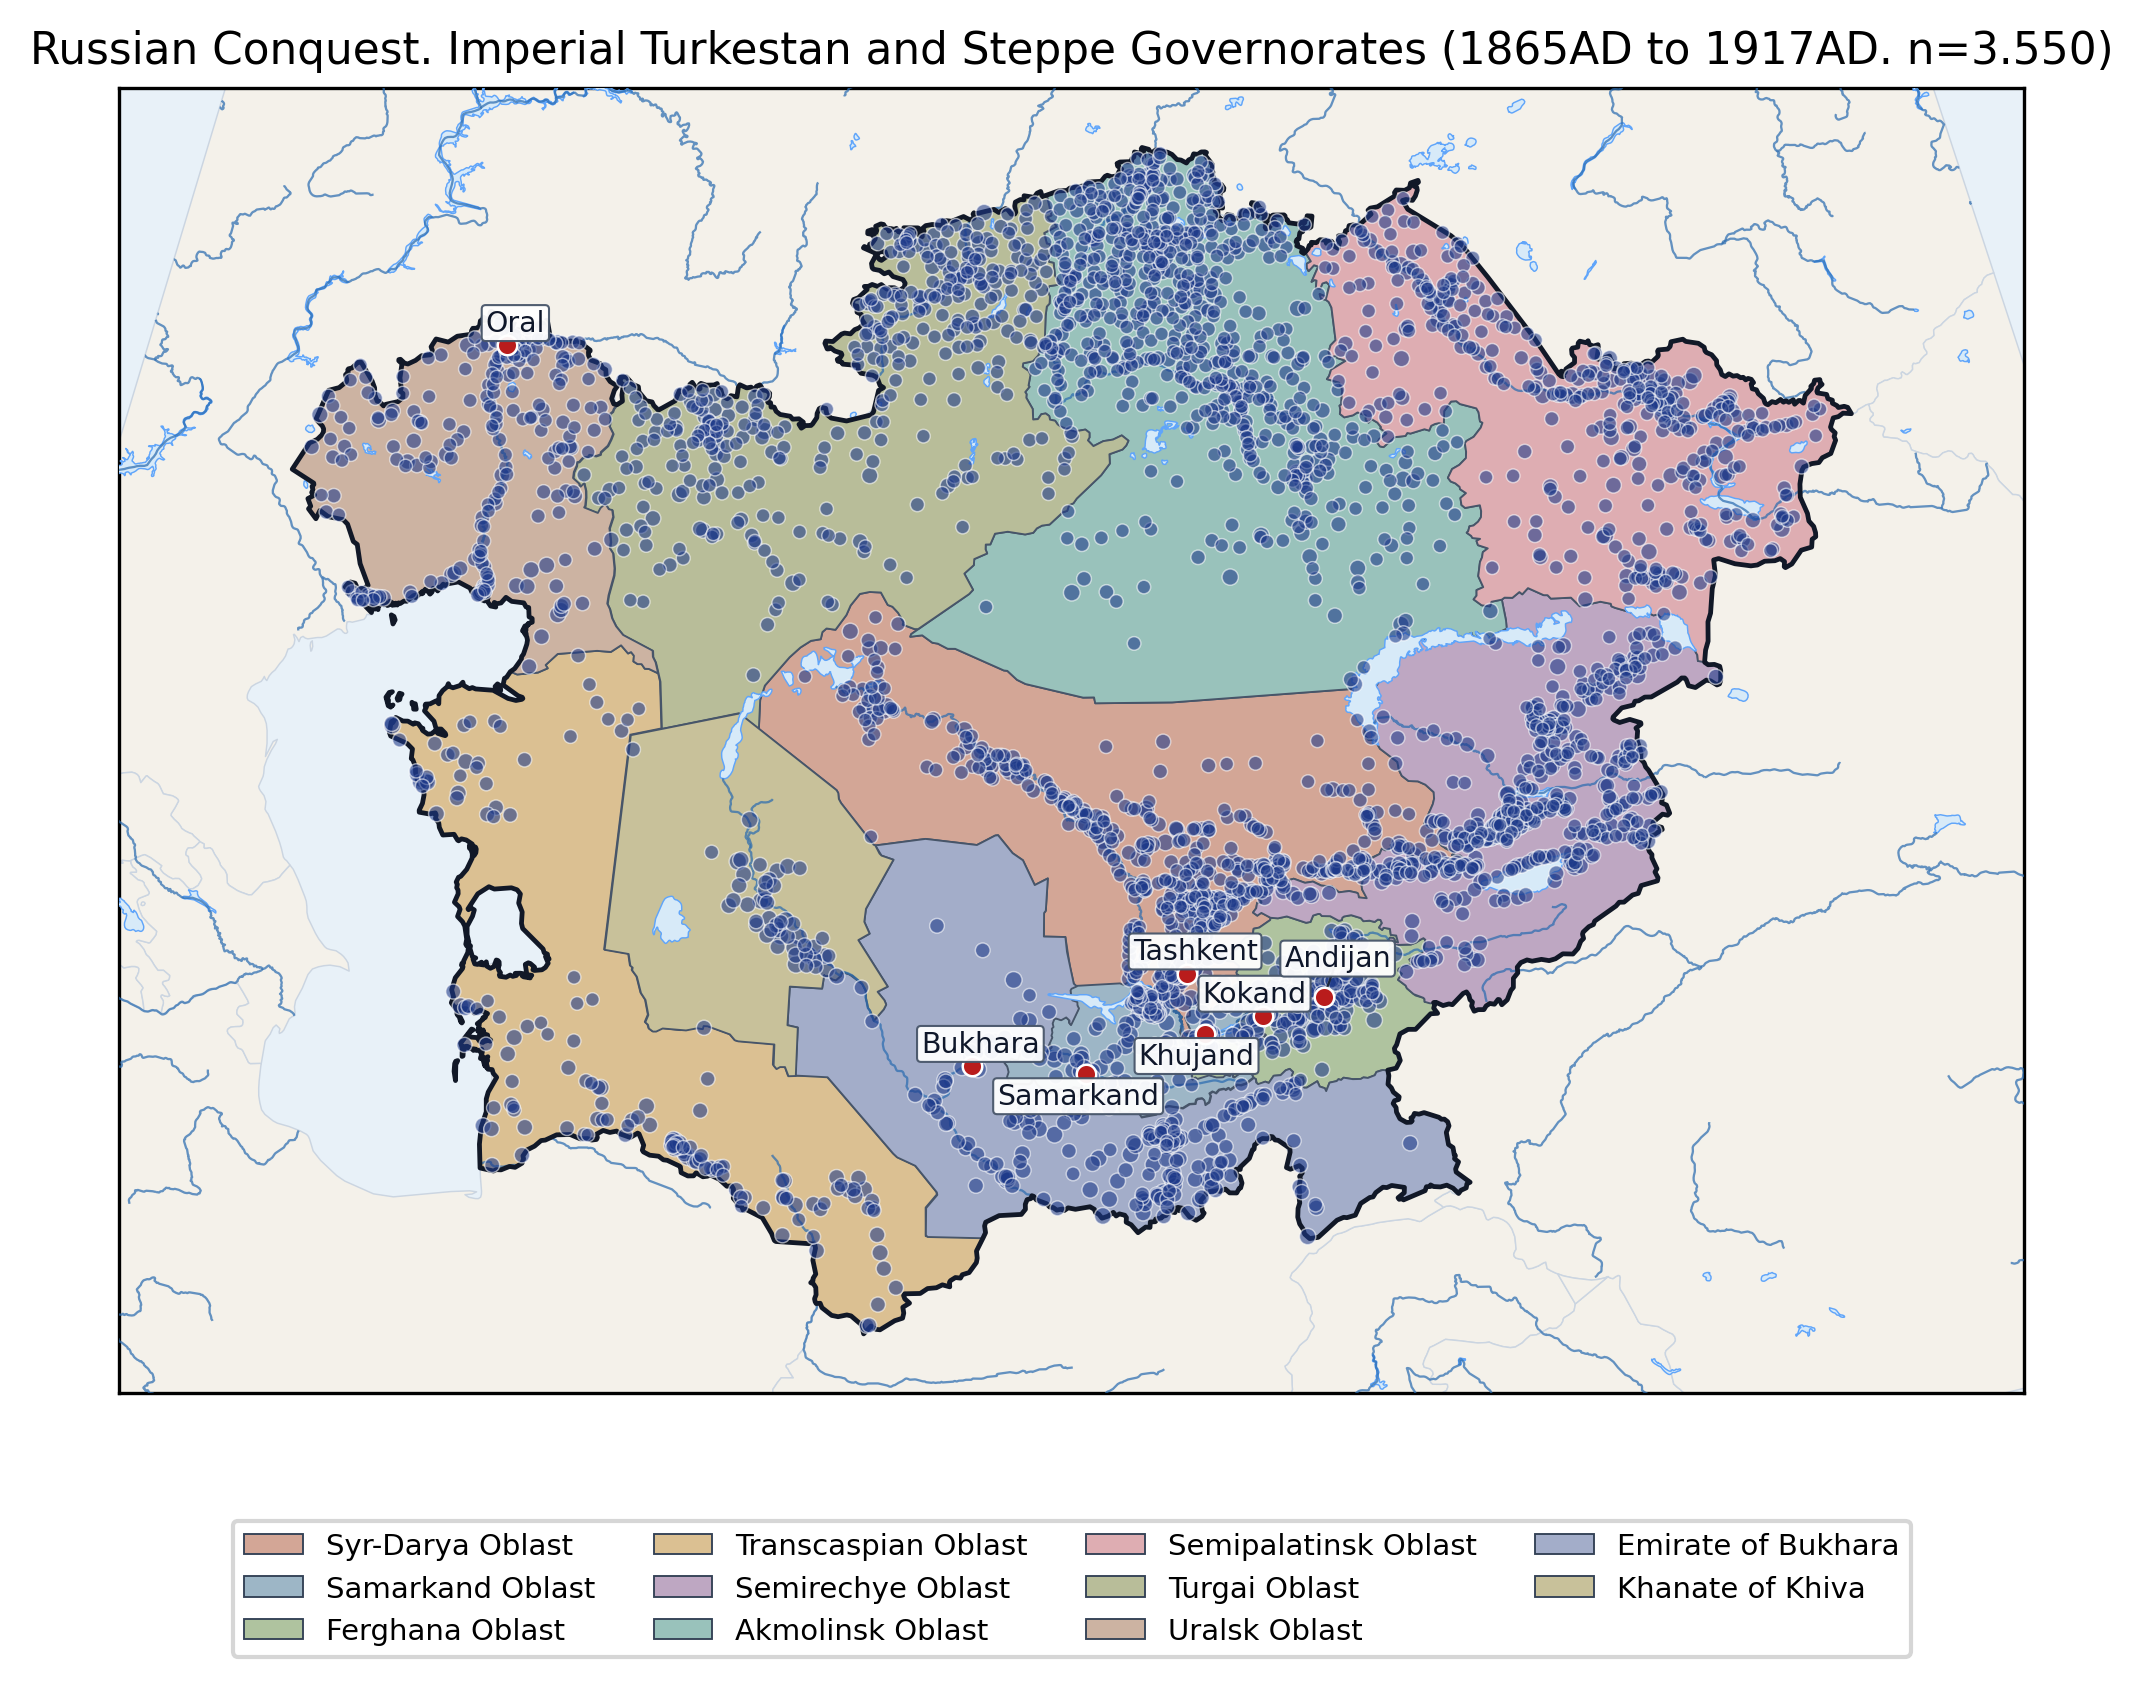 Russian Conquest. Imperial Turkestan and Steppe Governorates (1865AD to 1917AD. n=3.550)
Oral
Tashkent
Andijan
Kokand
Bukhara
Khujand
Samarkand
Syr-Darya Oblast
Samarkand Oblast
Ferghana Oblast
Transcaspian Oblast
Semirechye Oblast
Akmolinsk Oblast
Semipalatinsk Oblast
Turgai Oblast
Uralsk Oblast
Emirate of Bukhara
Khanate of Khiva